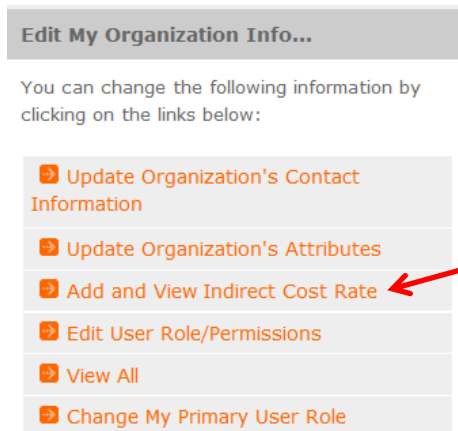 Edit My Organization Info...
You can change the following information by
clicking on the links below:
Update Organization's Contact
Information
Update Organization's Attributes
Add and View Indirect Cost Rate
Edit User Role/Permissions
View All
Change My Primary User Role